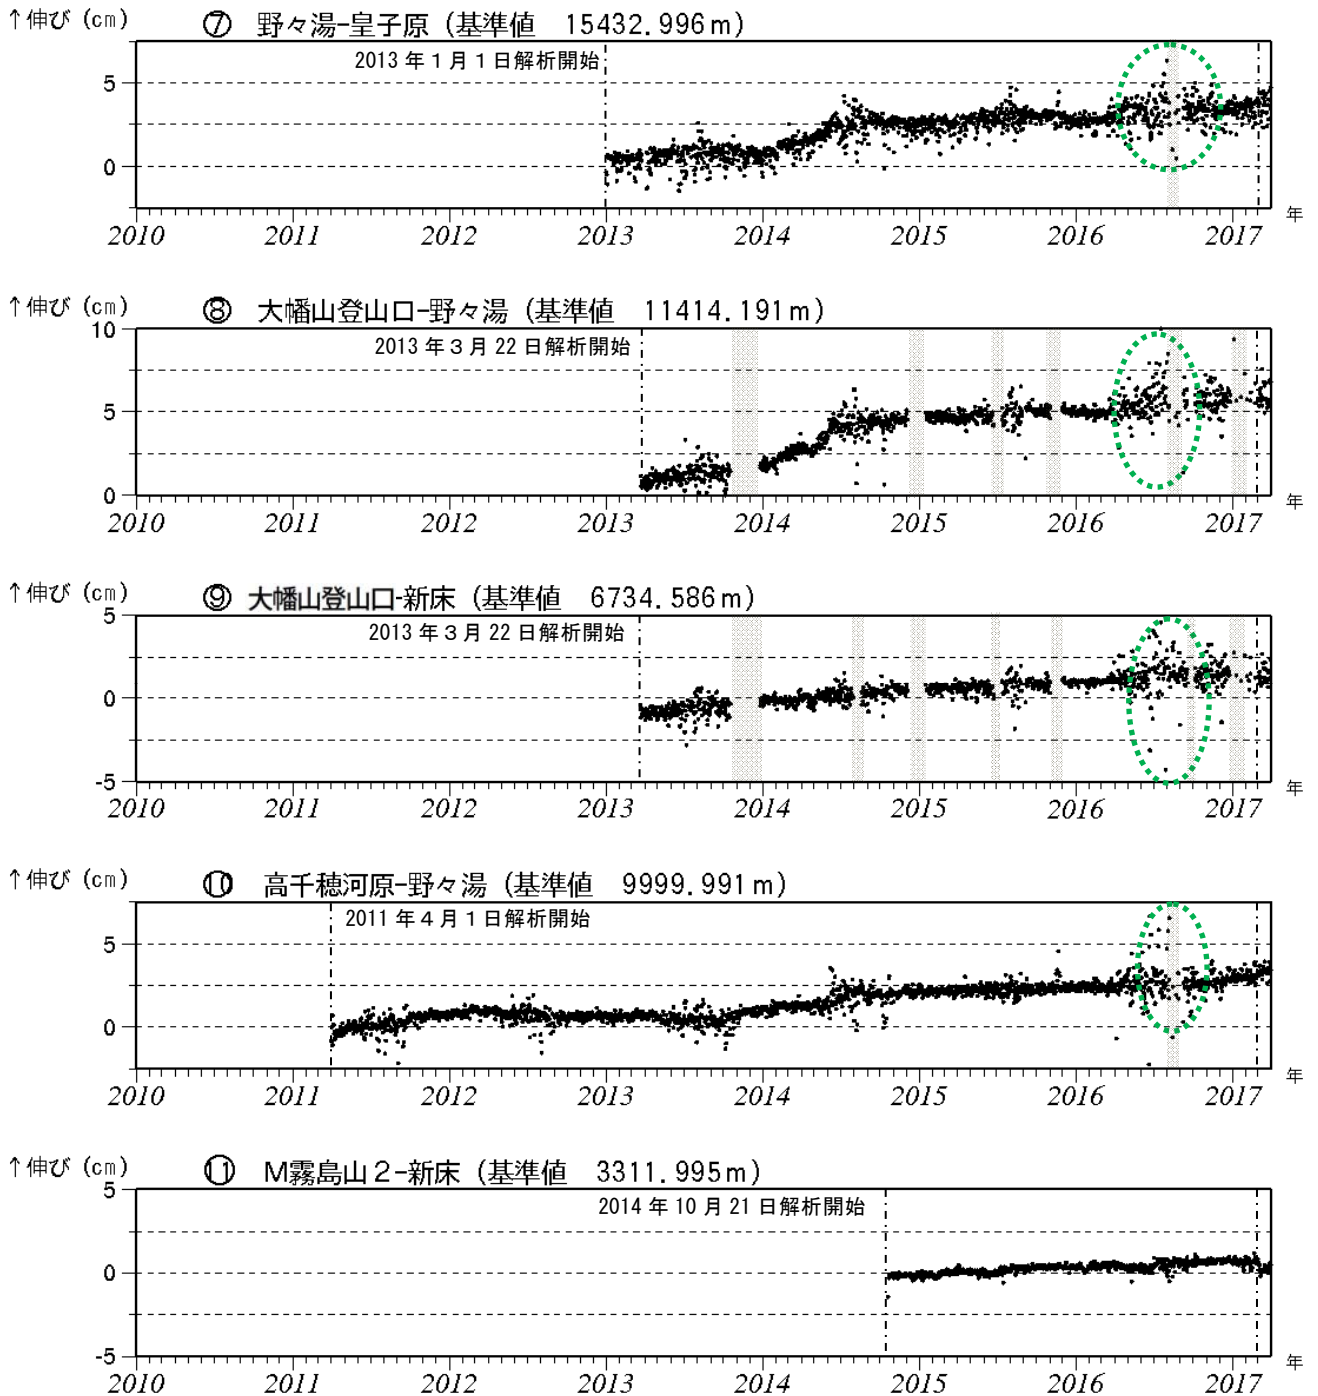 ↑伸び (cm) ⑦ 野々湯-皇子原 (基準値 15432.996m)
2013年1月1日解析開始
5
0
2010 2011 2012 2013 2014 2015 2016 2017 年
↑伸び (cm) ⑧ 大幡山登山口-野々湯 (基準値 11414.191m)
10
2013年3月22日解析開始
5
0
2010 2011 2012 2013 2014 2015 2016 2017 年
↑伸び (cm) ⑨ 大幡山登山口-新床 (基準値 6734.586m)
5
2013年3月22日解析開始
0
-5
2010 2011 2012 2013 2014 2015 2016 2017 年
↑伸び (cm) ⑩ 高千穂河原-野々湯 (基準値 9999.991m)
2011年4月1日解析開始
5
0
2010 2011 2012 2013 2014 2015 2016 2017 年
↑伸び (cm) ⑪ M霧島山2-新床 (基準値 3311.995m)
5
2014年10月21日解析開始
0
-5
2010 2011 2012 2013 2014 2015 2016 2017 年